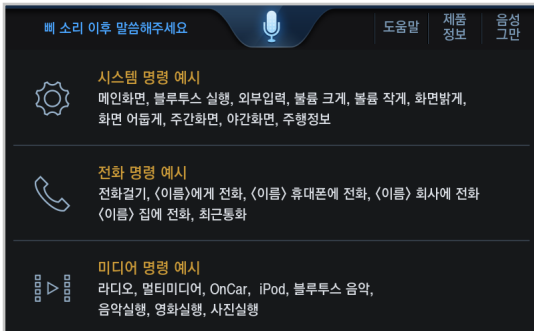 삐 소리 이후 말씀해주세요
도움말
제품
정보
음성
그만
시스템 명령 예시
메인화면, 블루투스 실행, 외부입력, 볼륨 크게, 볼륨 작게, 화면밝게,
화면 어둡게, 주간화면, 야간화면, 주행정보
전화 명령 예시
전화걸기, 〈이름〉에게 전화, 〈이름〉 휴대폰에 전화, 〈이름〉 회사에 전화
〈이름〉 집에 전화, 최근통화
미디어 명령 예시
라디오, 멀티미디어, OnCar, iPod, 블루투스 음악,
음악실행, 영화실행, 사진실행